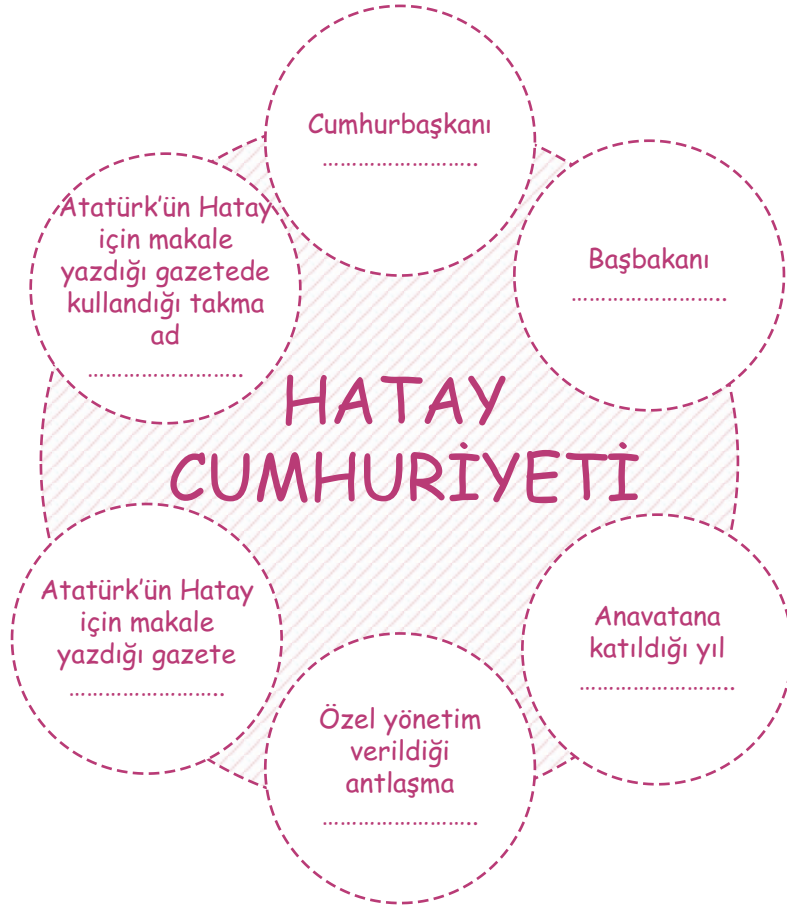 Cumhurbaşkanı
……………………..
Başbakanı
……………………..
Atatürk’ün Hatay
için makale
yazdığı gazetede
kullandığı takma
ad
……………………..
HATAY
CUMHURİYETİ
Atatürk’ün Hatay
için makale
yazdığı gazete
……………………..
Anavatana
katıldığı yıl
……………………..
Özel yönetim
verildiği
antlaşma
……………………..